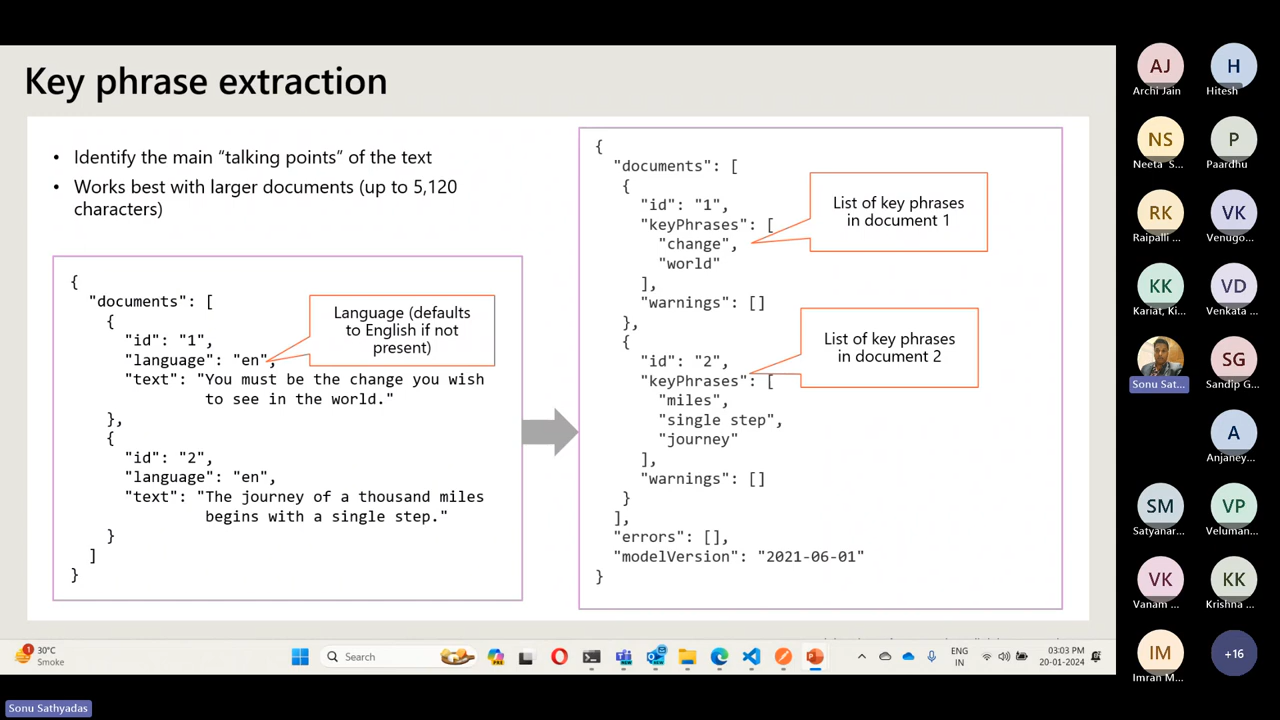 Key phrase extraction
• Identify the main “talking points” of the text
• Works best with larger documents (up to 5,120
characters)
{
"documents": [
{
"id": "1",
"language": "en",
"text": "You must be the change you wish
to see in the world."
},
{
"id": "2",
"language": "en",
"text": "The journey of a thousand miles
begins with a single step."
}
]
}
Language (defaults
to English if not
present)
{
"documents": [
{
"id": "1",
"keyPhrases": [
"change",
"world"
],
"warnings": []
},
{
"id": "2",
"keyPhrases": [
"miles",
"single step",
"journey"
],
"warnings": []
}
],
"errors": [],
"modelVersion": "2021-06-01"
}
List of key phrases
in document 1
List of key phrases
in document 2
AJ
Archi Jain
H
Hitesh
NS
Neeta S...
P
Paardhu
RK
Raipalli ...
VK
Venugo...
KK
Kariat, Ki...
VD
Venkata ...
Sonu Sat...
SG
Sandip G...
A
Anjaney...
SM
Satyanar...
VP
Veluman...
VK
Vanam ...
KK
Krishna ...
IM
Imran M...
+16
1
30°C
Smoke
Search
PRE
ENG
IN
03:03 PM
20-01-2024
Sonu Sathyadas